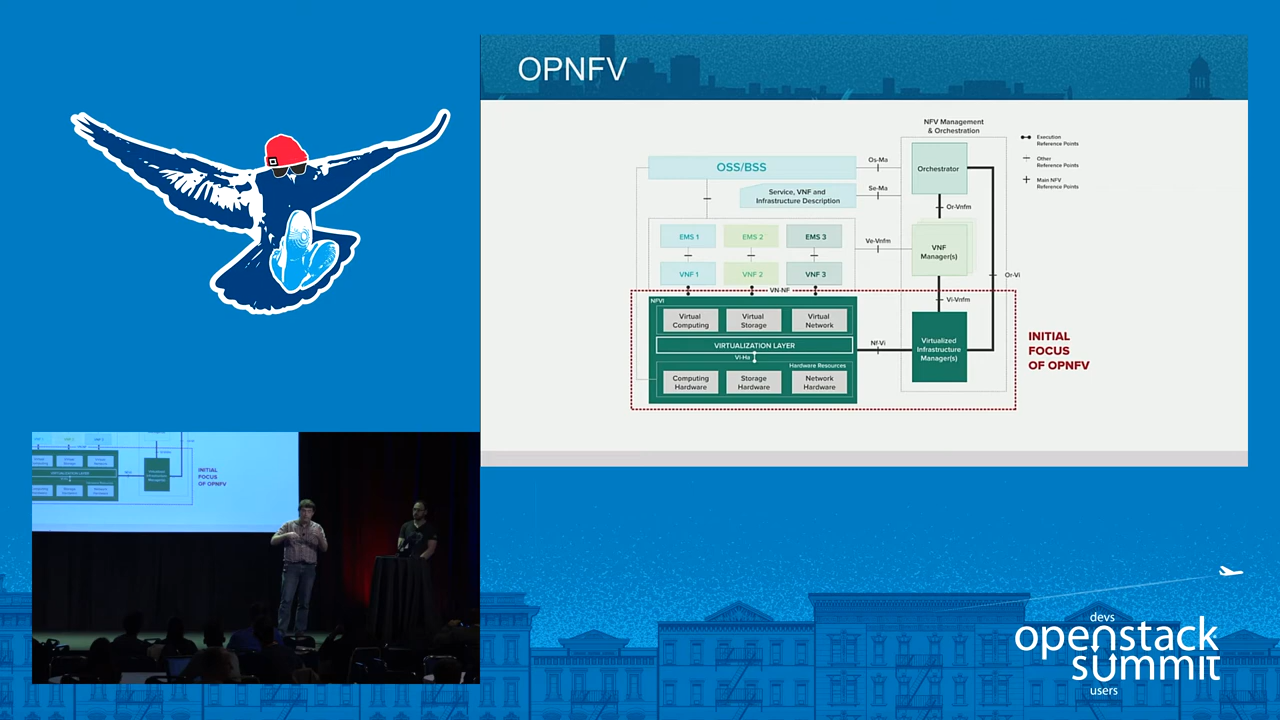 OPNFV
NFV Management
& Orchestration
OSS/BSS
Os-Ma
Orchestrator
Execution
Reference Points
Other
Reference Points
Main NFV
Reference Points
Service, VNF and
Infrastructure Description
Se-Ma
Or-Vnfm
EMS 1
EMS 2
EMS 3
Ve-Vnfm
VNF
Manager(s)
VNF 1
VNF 2
VNF 3
Or-Vi
VN-NF
Vi-Vnfm
NFVI
Virtual
Computing
Virtual
Storage
Virtual
Network
VIRTUALIZATION LAYER
Nf-Vi
Virtualized
Infrastructure
Manager(s)
Vi-Ha
Hardware Resources
Computing
Hardware
Storage
Hardware
Network
Hardware
INITIAL
FOCUS
OF OPNFV
INITIAL
FOCUS
OF OPNFV
devs
openstack
summit
users